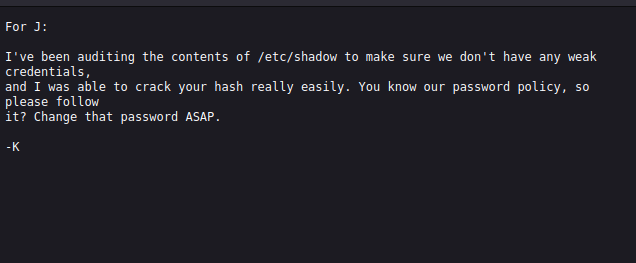 For J:
I've been auditing the contents of /etc/shadow to make sure we don't have any weak
credentials,
and I was able to crack your hash really easily. You know our password policy, so
please follow
it? Change that password ASAP.
-K